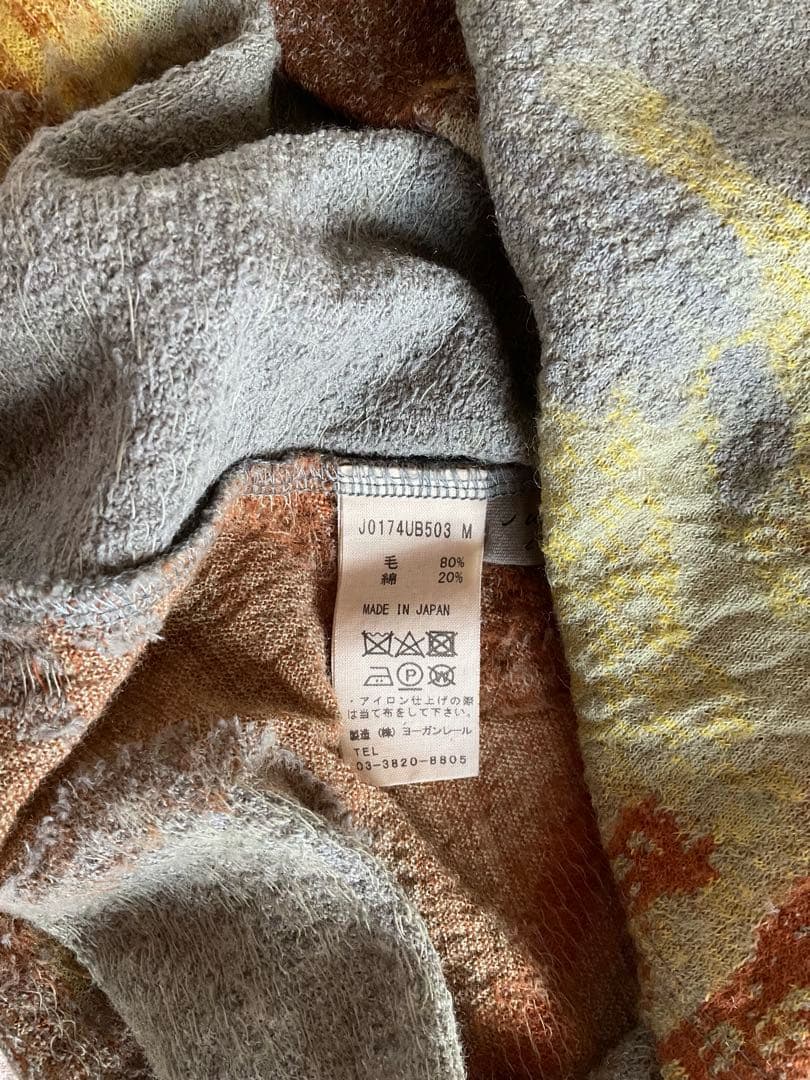 J0174UB503 M
毛 80%
綿 20%
MADE IN JAPAN
・アイロン仕上げの際
は当て布をして下さい。
製造 (株) ヨーガンレール
TEL
03-3820-8805